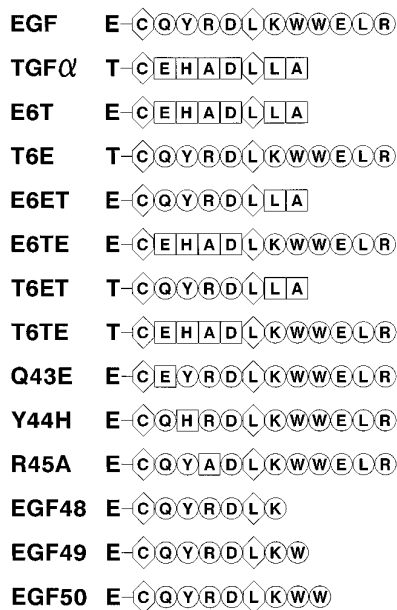 EGF E-CQYRDLKWWELR
TGFα T-CEHADLLA
E6T E-CEHADLLA
T6E T-CQYRDLKWWELR
E6ET E-CQYRDLLA
E6TE E-CEHADLKWWELR
T6ET T-CQYRDLLA
T6TE T-CEHADLKWWELR
Q43E E-CEYRDLKWWELR
Y44H E-CQHRDLKWWELR
R45A E-CQYADLKWWELR
EGF48 E-CQYRDLK
EGF49 E-CQYRDLKW
EGF50 E-CQYRDLKWW